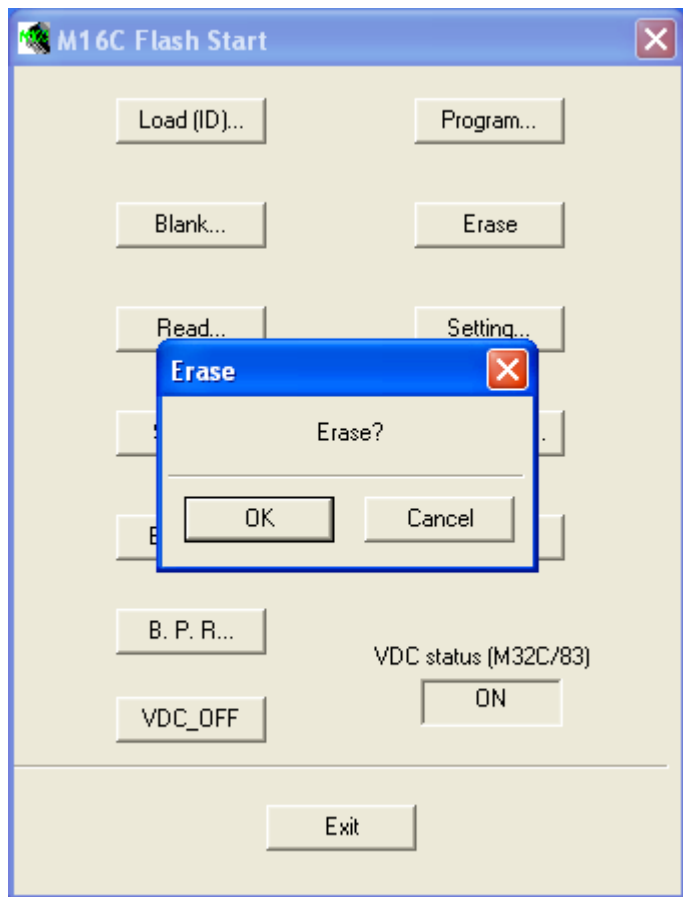 M16C Flash Start
Load (ID)... Program...
Blank... Erase
Read... Setting...
Erase
Erase?
OK Cancel
B. P. R...
VDC status (M32C/83)
ON
VDC_OFF
Exit